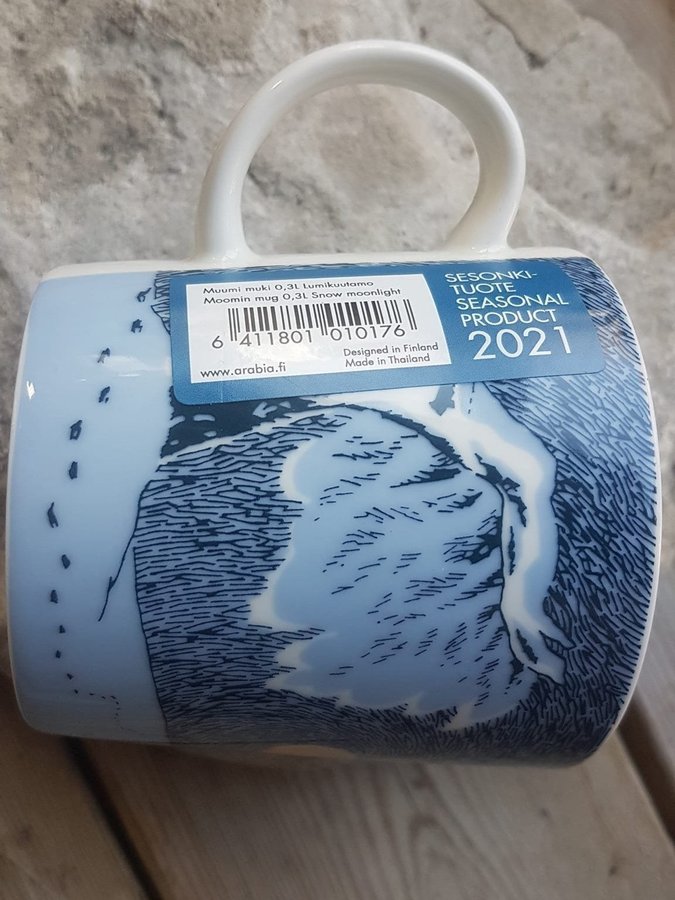 Muumi muki 0,3L Lumikuutamo
Moomin mug 0,3L Snow moonlight
6 411801 010176
Designed in Finland
Made in Thailand
www.arabia.fi
SESONKI-
TUOTE
SEASONAL
PRODUCT
2021